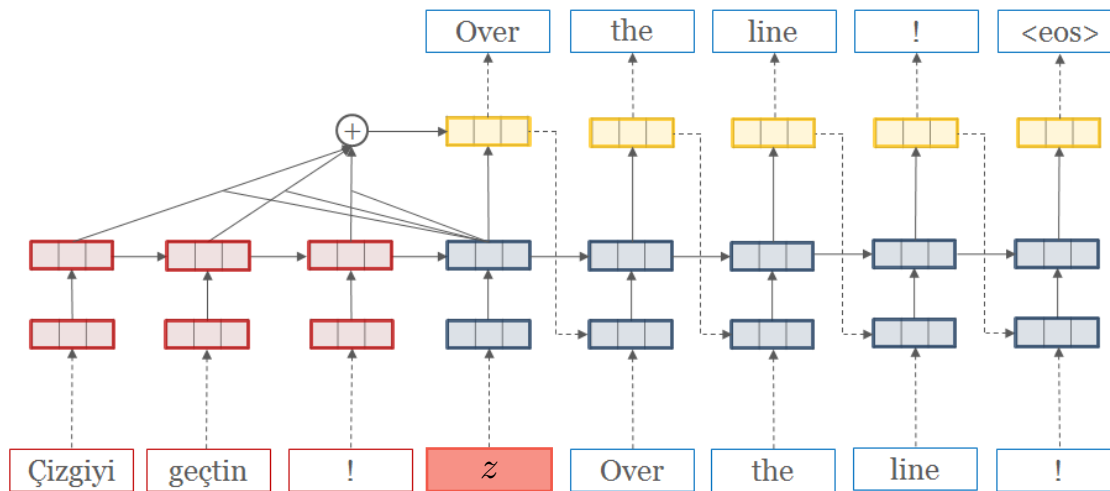 Over the line ! <eos>
+
Çizgiyi geçtin ! z Over the line !